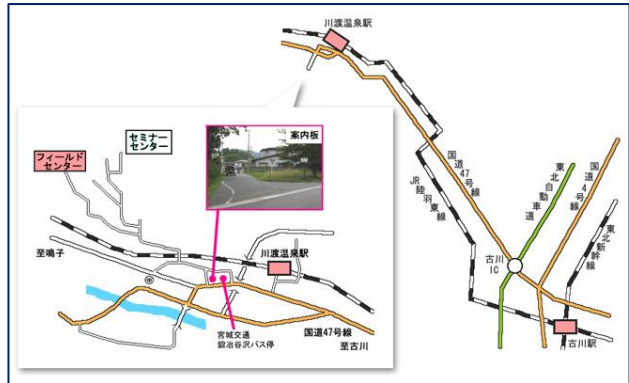 川渡温泉駅
セミナー
センター
フィールド
センター
案内板
川渡温泉駅
至鳴子
宮城交通
鍛冶谷沢バス停
国道47号線
至古川
国道47号線
JR陸羽東線
東北自動車道
国道4号線
東北新幹線
古川
IC
古川駅